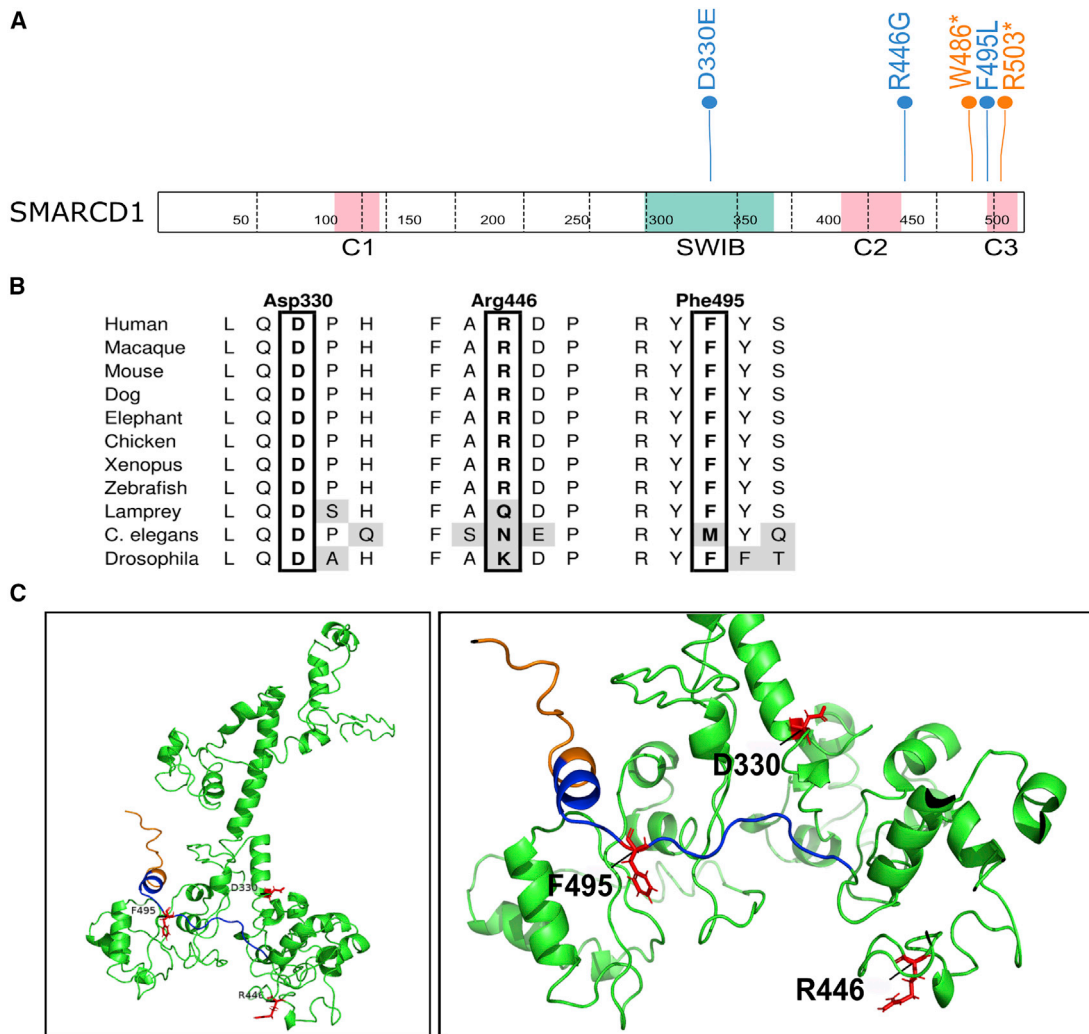 A
D330E R446G W486* F495L R503*
SMARCD1
50 100 150 200 250 300 350 400 450 500
C1 SWIB C2 C3
B
Asp330 Arg446 Phe495
Human L Q D P H F A R D P R Y F Y S
Macaque L Q D P H F A R D P R Y F Y S
Mouse L Q D P H F A R D P R Y F Y S
Dog L Q D P H F A R D P R Y F Y S
Elephant L Q D P H F A R D P R Y F Y S
Chicken L Q D P H F A R D P R Y F Y S
Xenopus L Q D P H F A R D P R Y F Y S
Zebrafish L Q D P H F A R D P R Y F Y S
Lamprey L Q D S H F A Q D P R Y F Y S
C. elegans L Q D P Q F S N E P R Y M Y Q
Drosophila L Q D A H F A K D P R Y F F T
C
D330
F495
R446
D330
F495
R446